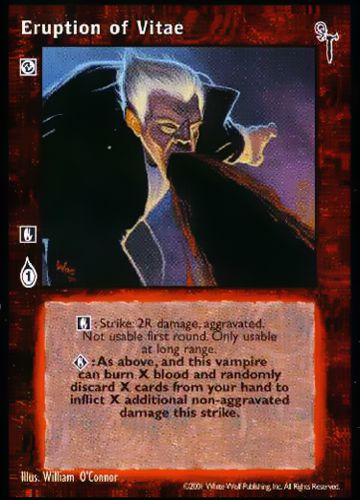 Eruption of Vitae
1
: Strike: 2R damage, aggravated.
Not usable first round. Only usable
at long range.
: As above, and this vampire
can burn X blood and randomly
discard X cards from your hand to
inflict X additional non-aggravated
damage this strike.
Illus: William O'Connor
©2001 White Wolf Publishing, Inc. All Rights Reserved.